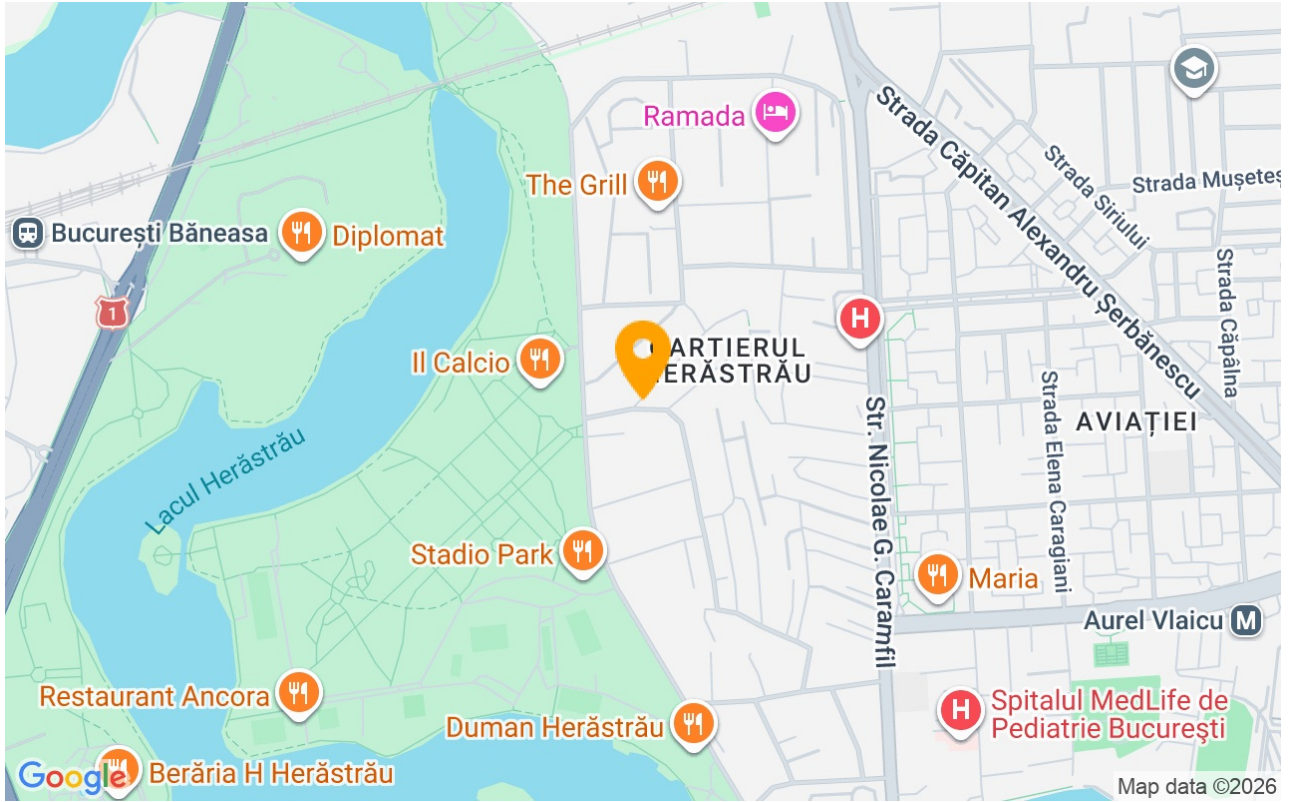 Ramada
Strada Căpitan Alexandru Șerbănescu
Strada Siriului
The Grill
Strada Mușeteș
București Băneasa
Diplomat
Strada Căpâlna
1
H
Il Calcio
CARTIERUL
HERĂSTRĂU
Strada Elena Caragiani
AVIAȚIEI
Str. Nicolae G. Caramfil
Lacul Herăstrău
Stadio Park
Maria
Aurel Vlaicu M
Restaurant Ancora
H Spitalul MedLife de
Pediatrie București
Duman Herăstrău
Google
Berăria H Herăstrău
Map data ©2026